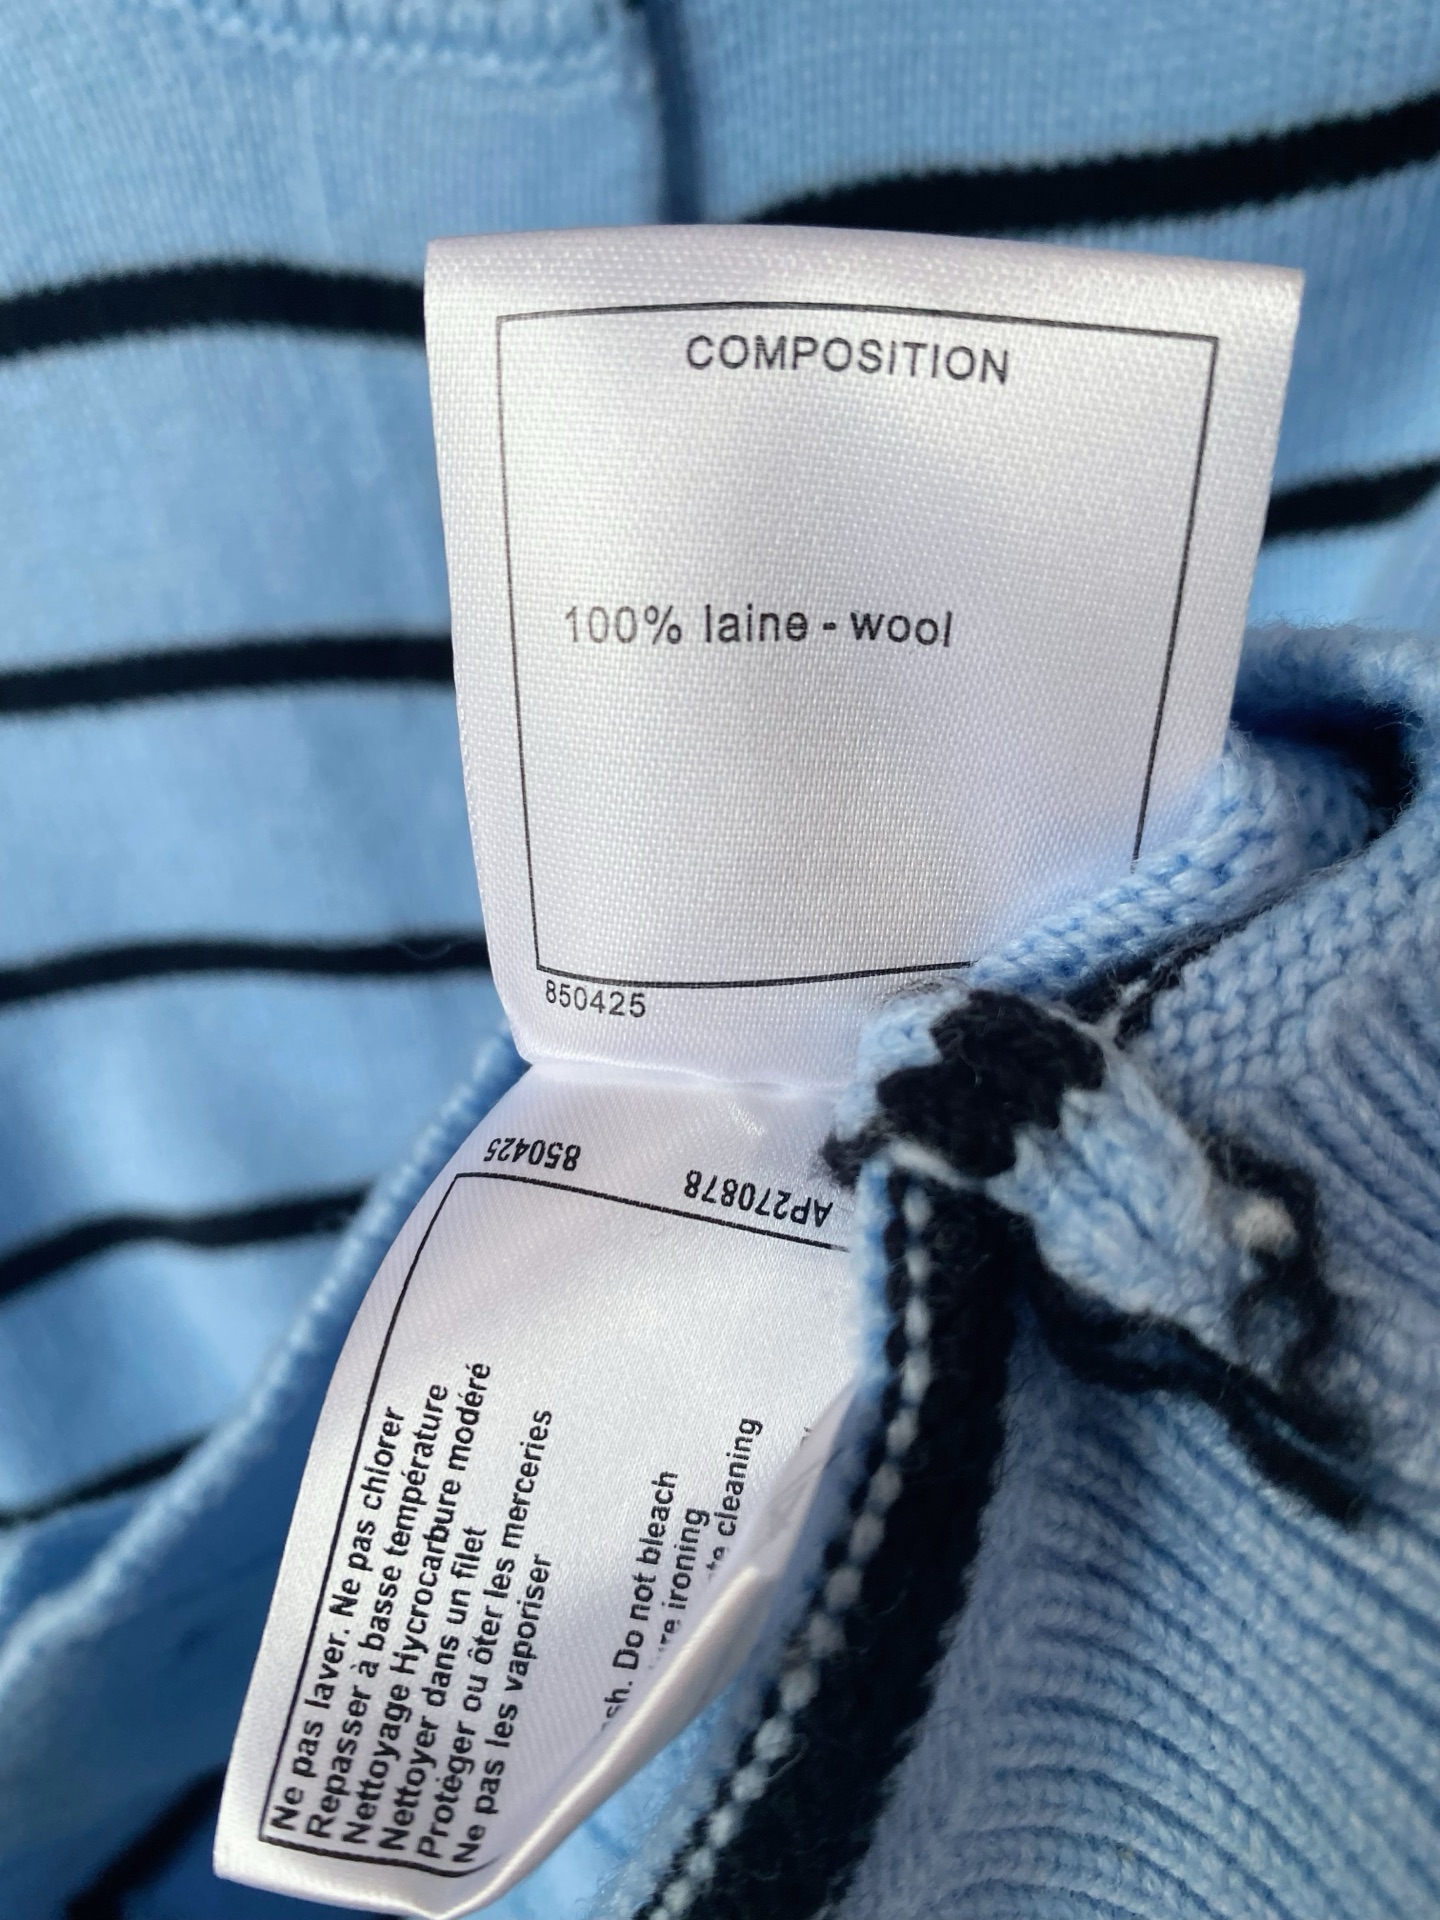 COMPOSITION
100% laine - wool
850425
850425
AP270878
Ne pas laver. Ne pas chlorer
Repasser à basse température
Nettoyage Hycrocarbure modéré
Nettoyer dans un filet
Protéger ou ôter les merceries
Ne pas les vaporiser
Do not bleach
ironing
cleaning